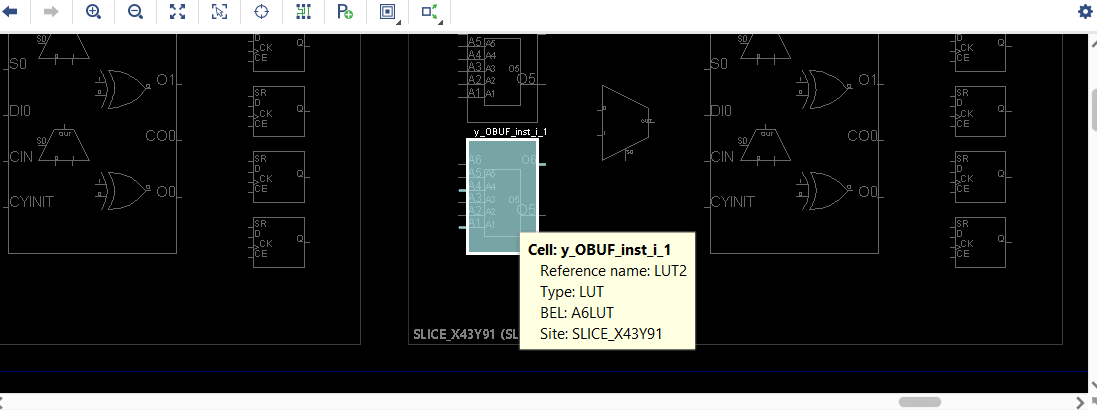 S0
DI0
CIN
CYINIT
S0
S0
our
O1
CO0
O0
Q
CK
CE
SR
D
CK
CE
Q
SR
D
CK
CE
Q
SR
D
CK
CE
Q
A5
A4
A3
A2
A1
A5
A4
A3
A2
A1
O5
O5
OUT
S0
y_OBUF_inst_i_1
A6
A5
A4
A3
A2
A1
A5
A4
A3
A2
A1
O6
O5
Cell: y_OBUF_inst_i_1
Reference name: LUT2
Type: LUT
BEL: A6LUT
Site: SLICE_X43Y91
SLICE_X43Y91 (SL
S0
DI0
CIN
CYINIT
S0
S0
our
O1
CO0
O0
Q
CK
CE
SR
D
CK
CE
Q
SR
D
CK
CE
Q
SR
D
CK
CE
Q